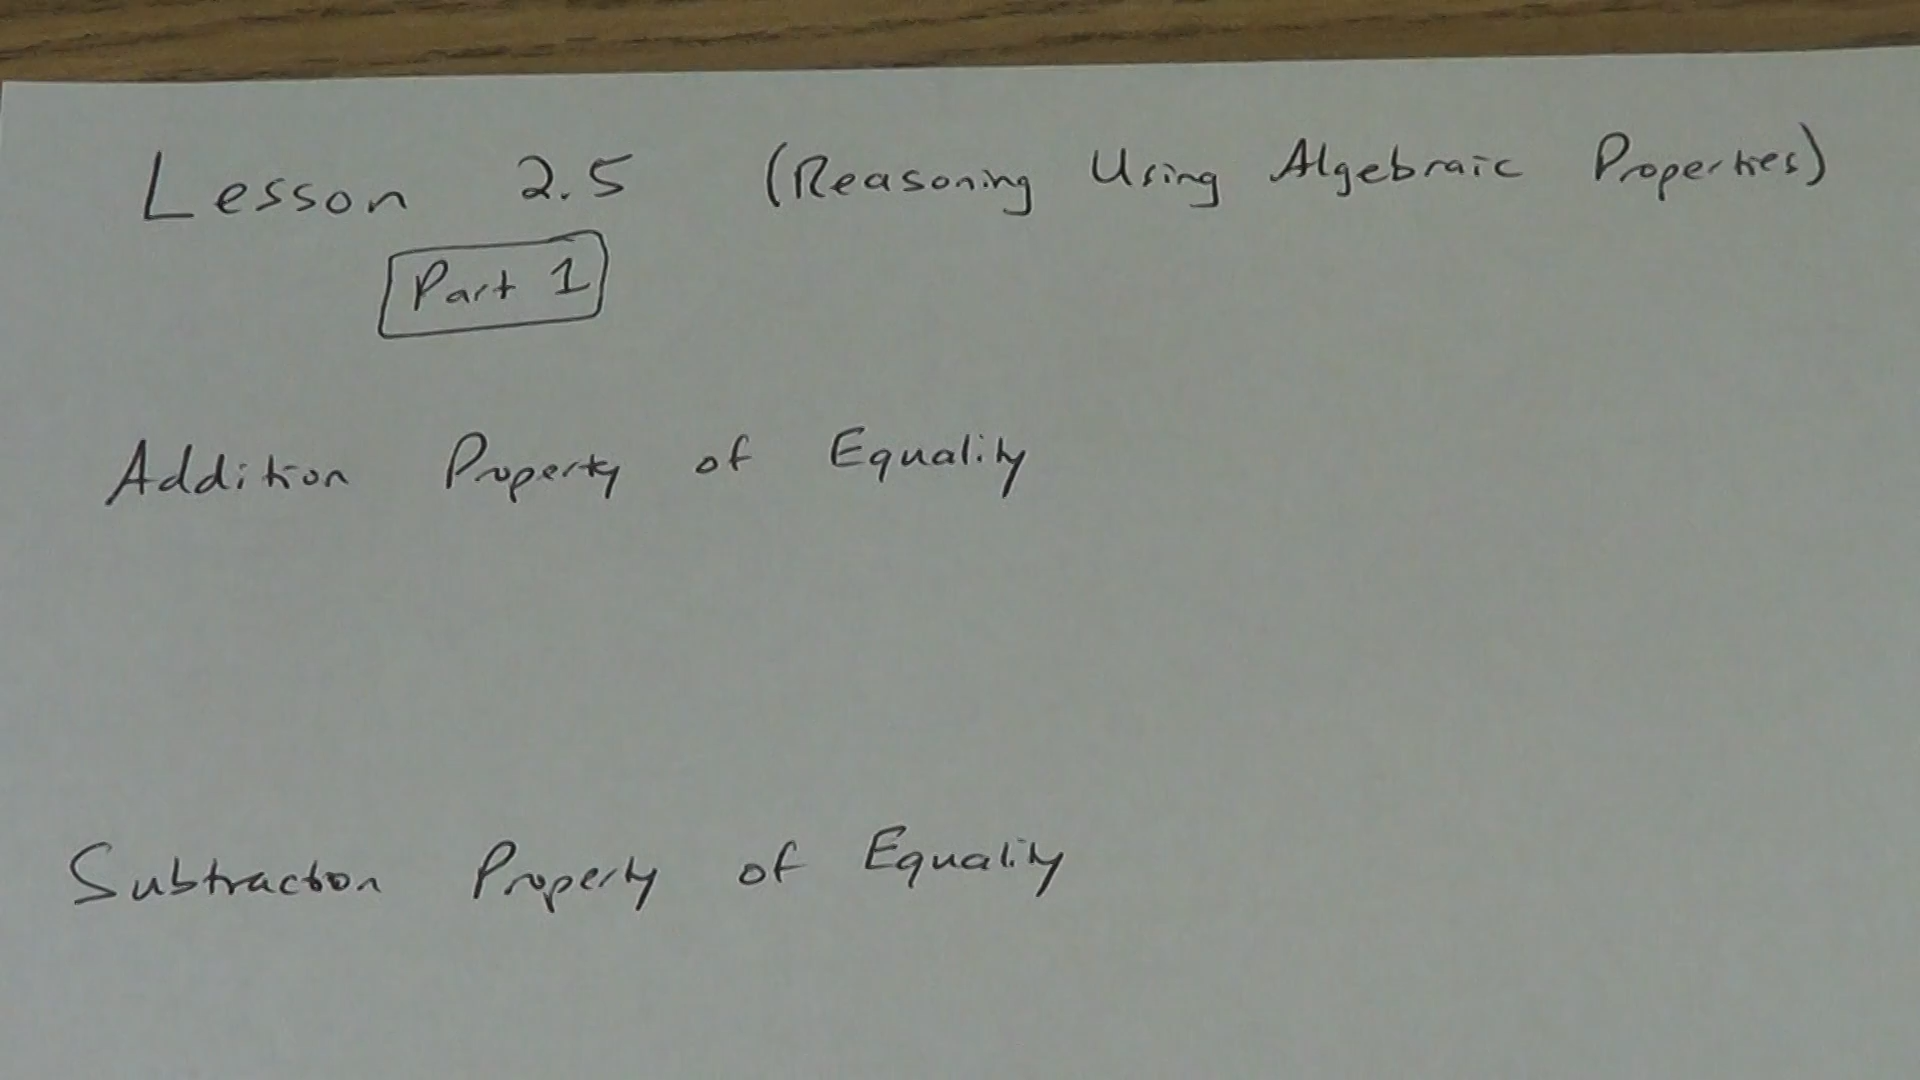 Lesson 2.5 (Reasoning Using Algebraic Properties)
Part 1
Addition Property of Equality
Subtraction Property of Equality